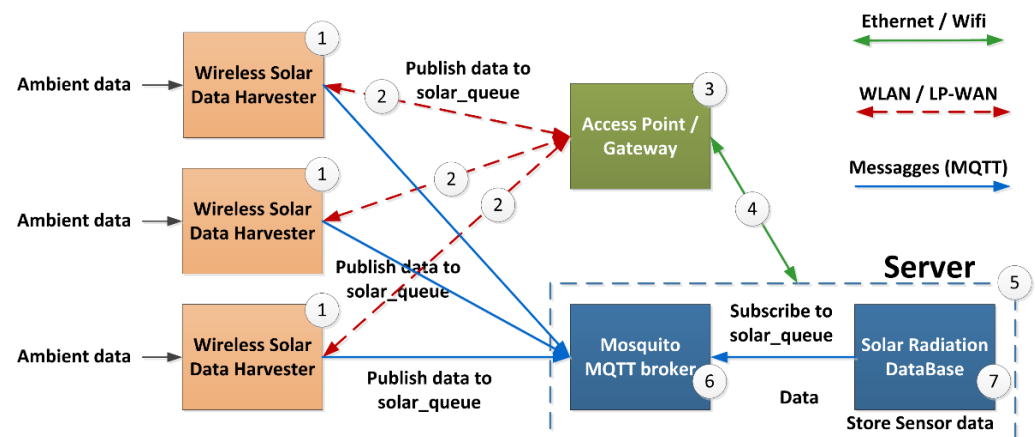 Ethernet / Wifi
WLAN / LP-WAN
Messagges (MQTT)
Ambient data
Wireless Solar
Data Harvester
1
Publish data to
solar_queue
2
Access Point /
Gateway
3
Ambient data
Wireless Solar
Data Harvester
1
2
2
4
Publish data to
solar_queue
Server
5
Ambient data
Wireless Solar
Data Harvester
1
Publish data to
solar_queue
Mosquito
MQTT broker
6
Subscribe to
solar_queue
Data
Solar Radiation
DataBase
7
Store Sensor data